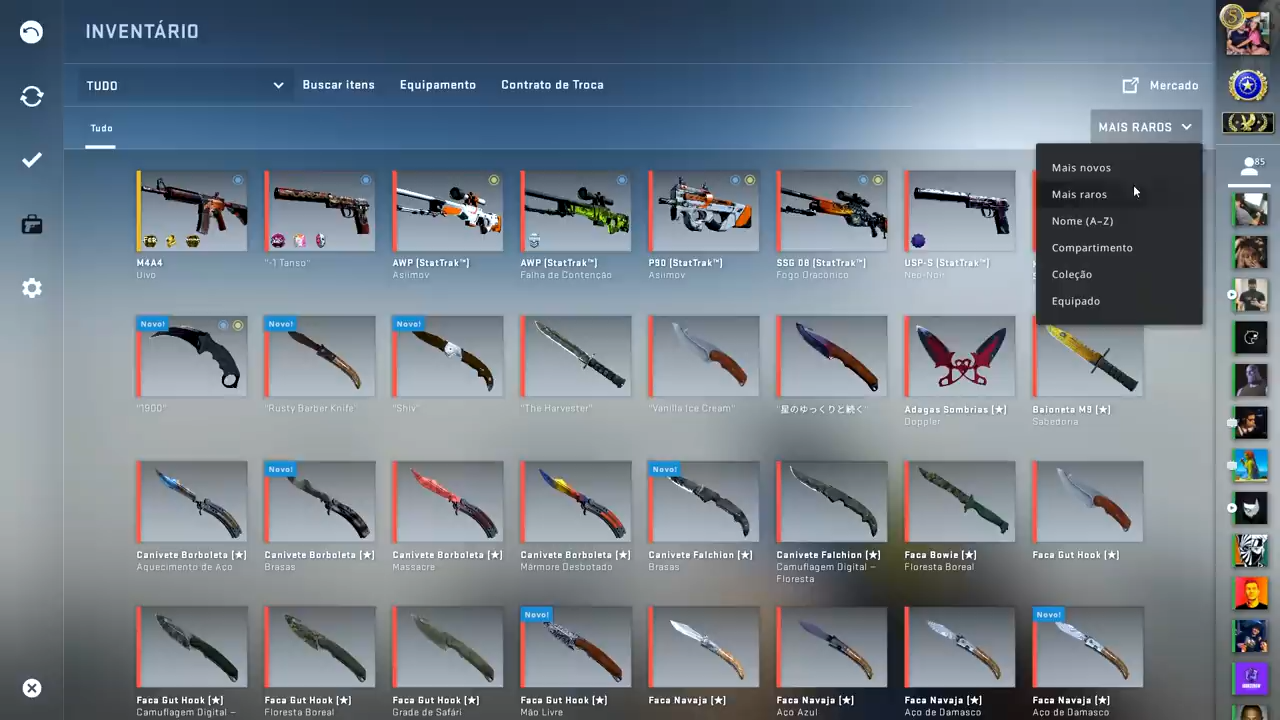 INVENTÁRIO
TUDO
Buscar itens
Equipamento
Contrato de Troca
Mercado
Tudo
MAIS RAROS
Mais novos
Mais raros
Nome (A–Z)
Compartimento
Coleção
Equipado
85
M4A4
Uivo
"-1 Tanso"
AWP (StatTrak™)
Asiimov
AWP (StatTrak™)
Falha de Contenção
P90 (StatTrak™)
Asiimov
SSG 08 (StatTrak™)
Fogo Dracônico
USP-S (StatTrak™)
Neo-Noir
Novo!
"1900"
Novo!
"Rusty Barber Knife"
Novo!
"Shiv"
"The Harvester"
"Vanilla Ice Cream"
"星のゆっくりと続く"
Adagas Sombrias (★)
Doppler
Baioneta M9 (★)
Sabedoria
Canivete Borboleta (★)
Aquecimento de Aço
Novo!
Canivete Borboleta (★)
Brasas
Canivete Borboleta (★)
Massacre
Canivete Borboleta (★)
Mármore Desbotado
Novo!
Canivete Falchion (★)
Brasas
Canivete Falchion (★)
Camuflagem Digital –
Floresta
Faca Bowie (★)
Floresta Boreal
Faca Gut Hook (★)
Faca Gut Hook (★)
Camuflagem Digital –
Faca Gut Hook (★)
Floresta Boreal
Faca Gut Hook (★)
Grade de Safári
Novo!
Faca Gut Hook (★)
Mão Livre
Faca Navaja (★)
Faca Navaja (★)
Aço Azul
Faca Navaja (★)
Aço de Damasco
Novo!
Faca Navaja (★)
Aço de Damasco